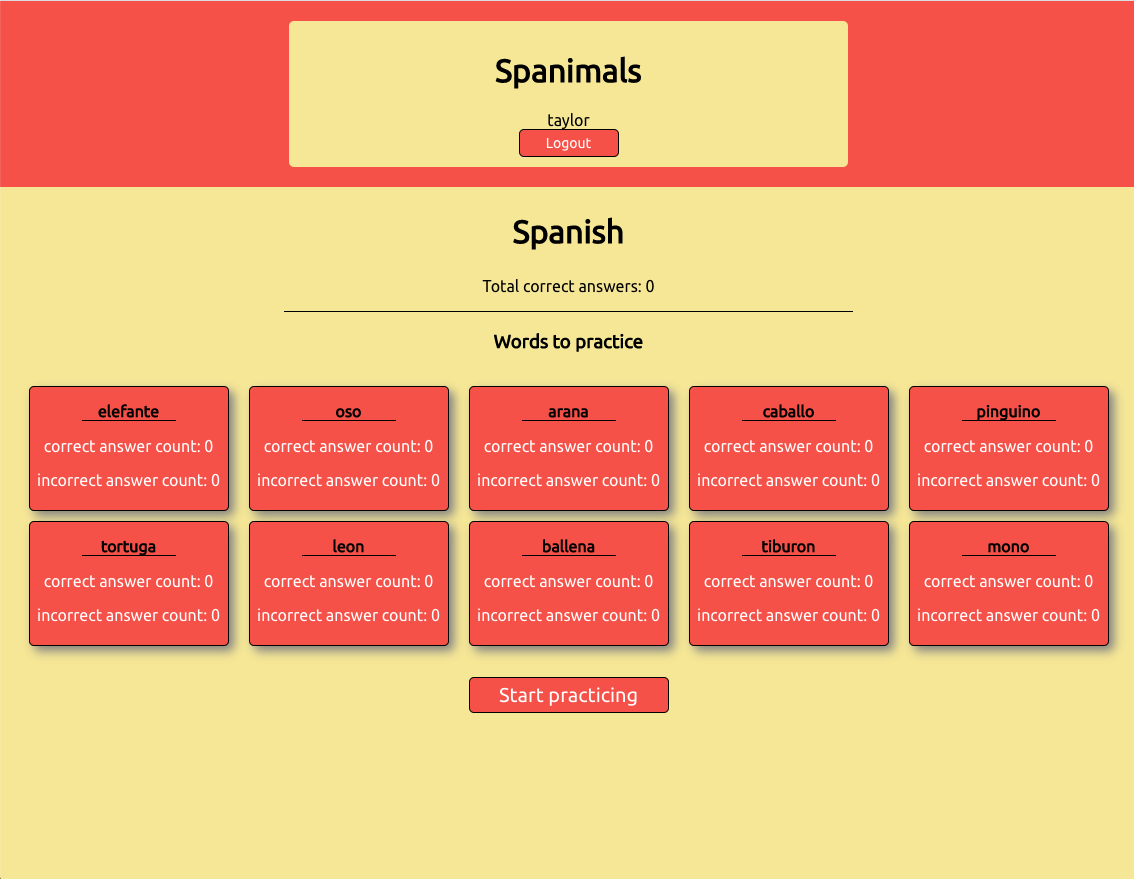 Spanimals
taylor
Logout
Spanish
Total correct answers: 0
Words to practice
elefante
correct answer count: 0
incorrect answer count: 0
oso
correct answer count: 0
incorrect answer count: 0
arana
correct answer count: 0
incorrect answer count: 0
caballo
correct answer count: 0
incorrect answer count: 0
pinguino
correct answer count: 0
incorrect answer count: 0
tortuga
correct answer count: 0
incorrect answer count: 0
leon
correct answer count: 0
incorrect answer count: 0
ballena
correct answer count: 0
incorrect answer count: 0
tiburon
correct answer count: 0
incorrect answer count: 0
mono
correct answer count: 0
incorrect answer count: 0
Start practicing